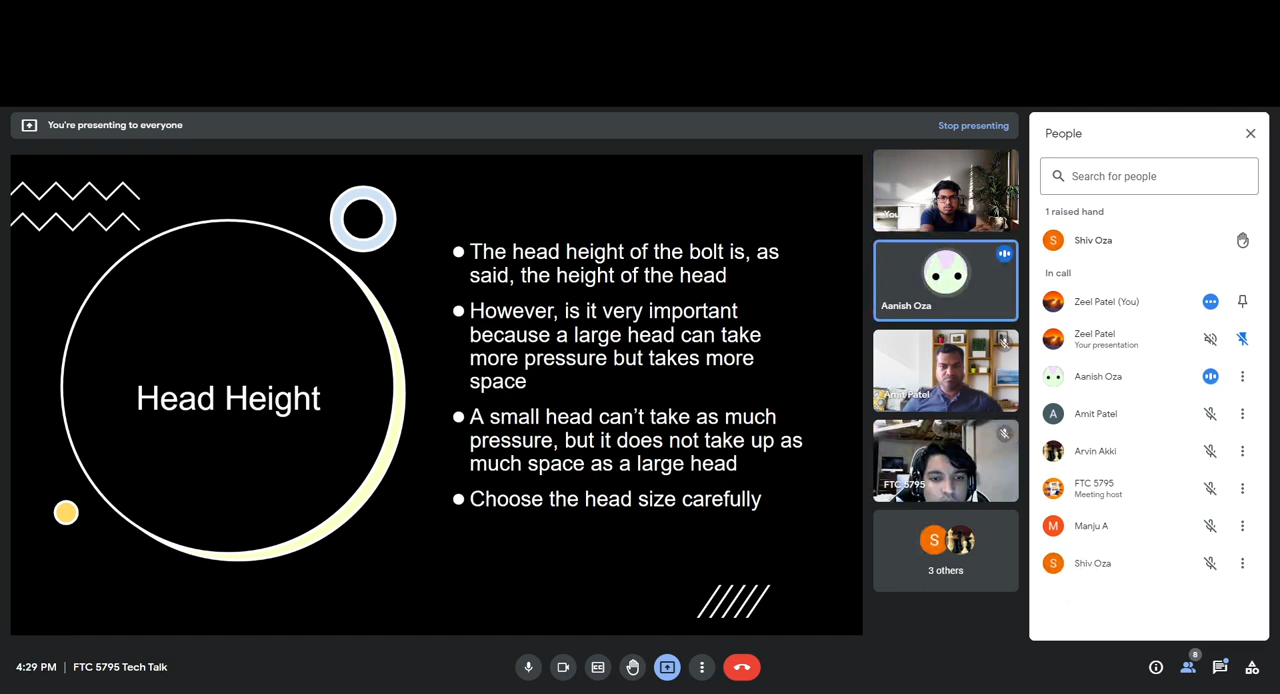 You're presenting to everyone
Stop presenting
Head Height
The head height of the bolt is, as
said, the height of the head
However, is it very important
because a large head can take
more pressure but takes more
space
A small head can't take as much
pressure, but it does not take up as
much space as a large head
Choose the head size carefully
You
Aanish Oza
Amit Patel
FTC 5795
S
3 others
People
Search for people
1 raised hand
S
Shiv Oza
In call
Zeel Patel (You)
Zeel Patel
Your presentation
Aanish Oza
A
Amit Patel
Arvin Akki
FTC 5795
Meeting host
M
Manju A
S
Shiv Oza
4:29 PM | FTC 5795 Tech Talk
CC
8